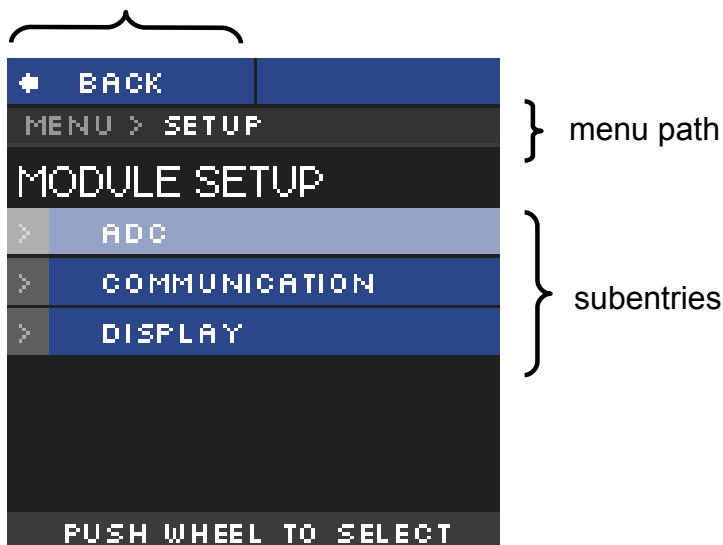 BACK
MENU > SETUP
menu path
MODULE SETUP
> ADC
> COMMUNICATION
> DISPLAY
subentries
PUSH WHEEL TO SELECT